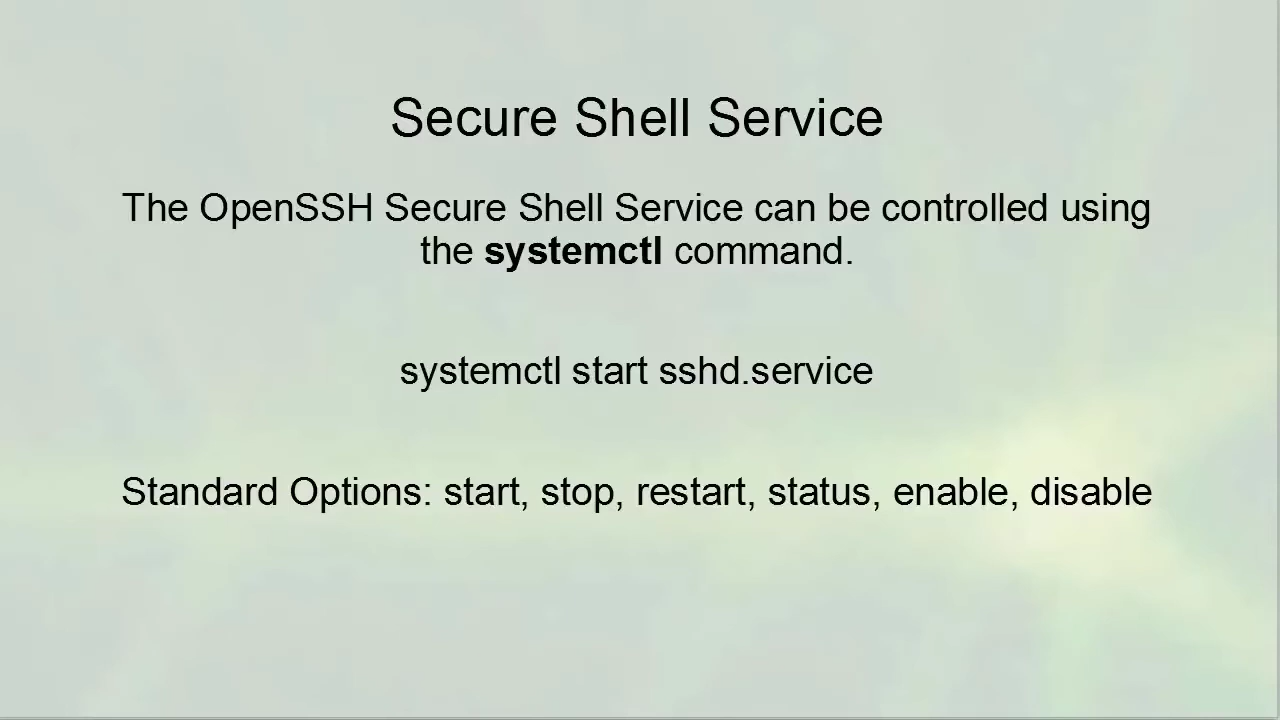 Secure Shell Service
The OpenSSH Secure Shell Service can be controlled using
the systemctl command.
systemctl start sshd.service
Standard Options: start, stop, restart, status, enable, disable